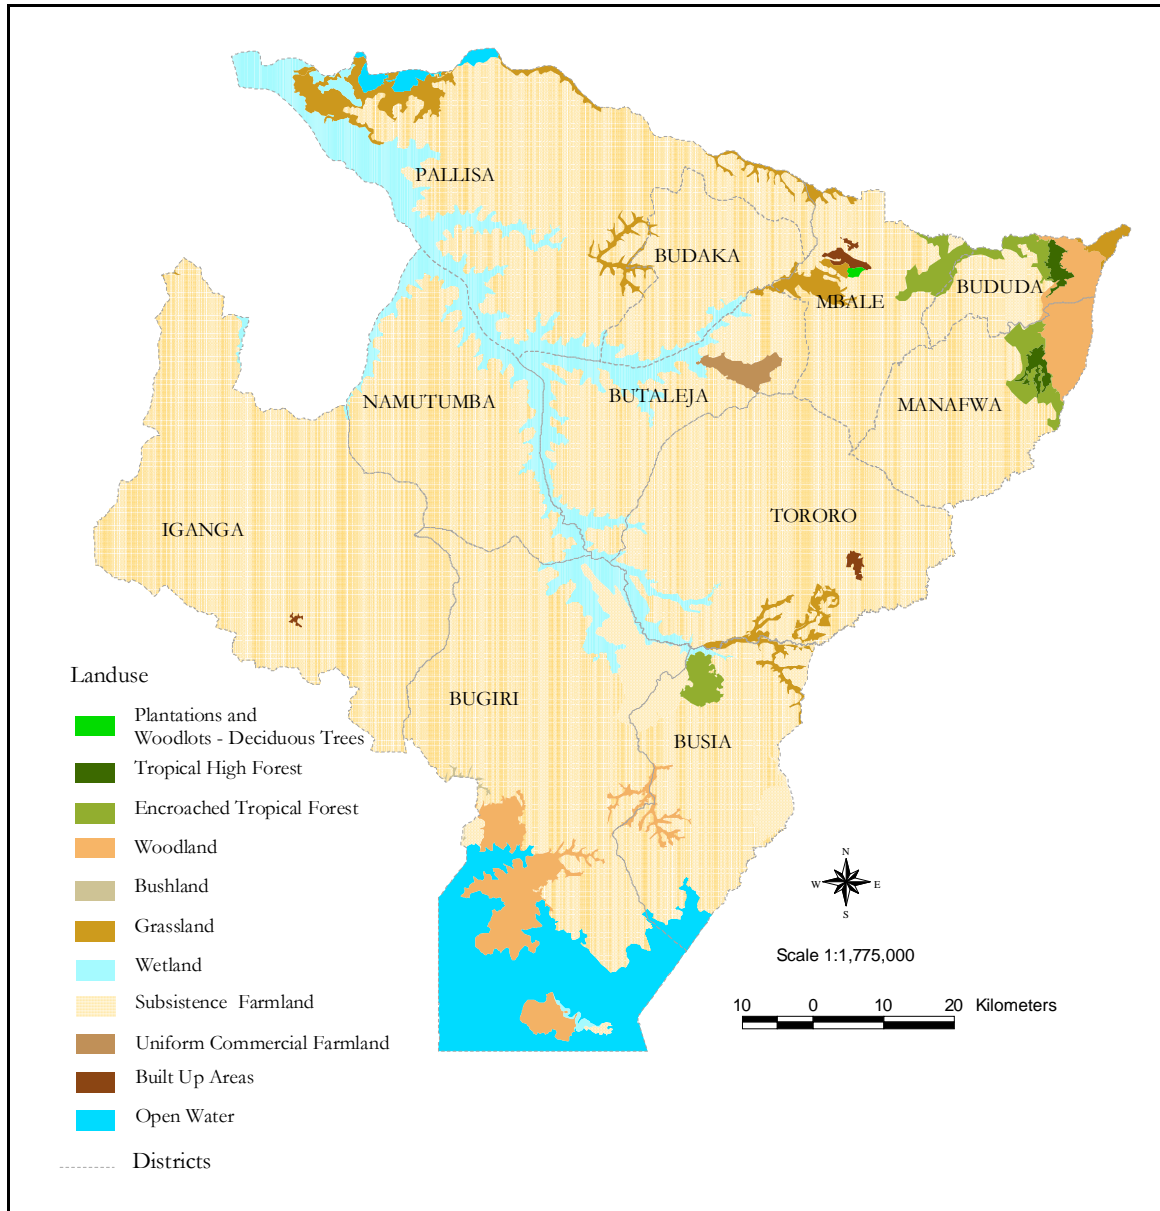 PALLISA
BUDAKA
MBALE
BUDUDA
NAMUTUMBA
BUTALEJA
MANAFWA
IGANGA
TORORO
BUGIRI
BUSIA
Landuse
Plantations and
Woodlots - Deciduous Trees
Tropical High Forest
Encroached Tropical Forest
Woodland
Bushland
Grassland
Wetland
Subsistence Farmland
Uniform Commercial Farmland
Built Up Areas
Open Water
Districts
N
W E
S
Scale 1:1,775,000
10 0 10 20 Kilometers